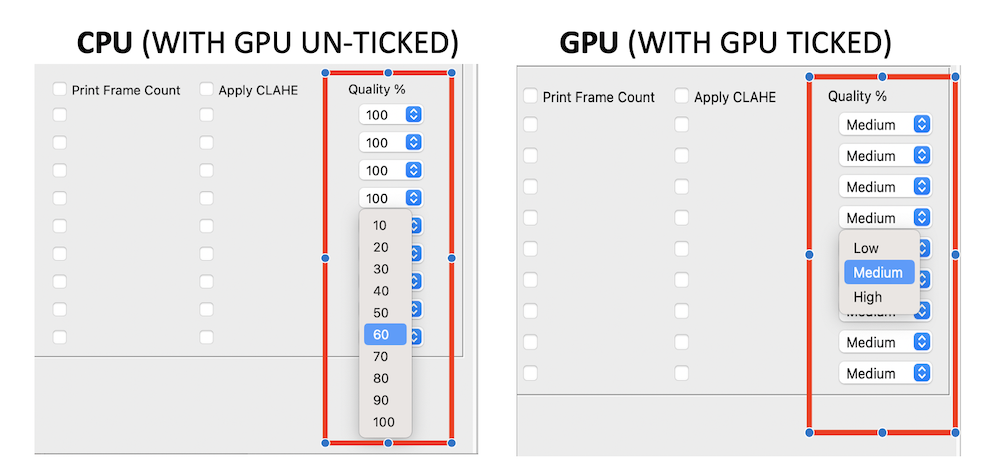 CPU (WITH GPU UN-TICKED)
Print Frame Count
Apply CLAHE
Quality %
100
100
100
100
10
20
30
40
50
60
70
80
90
100
GPU (WITH GPU TICKED)
Print Frame Count
Apply CLAHE
Quality %
Medium
Medium
Medium
Medium
Low
Medium
High
Medium
Medium